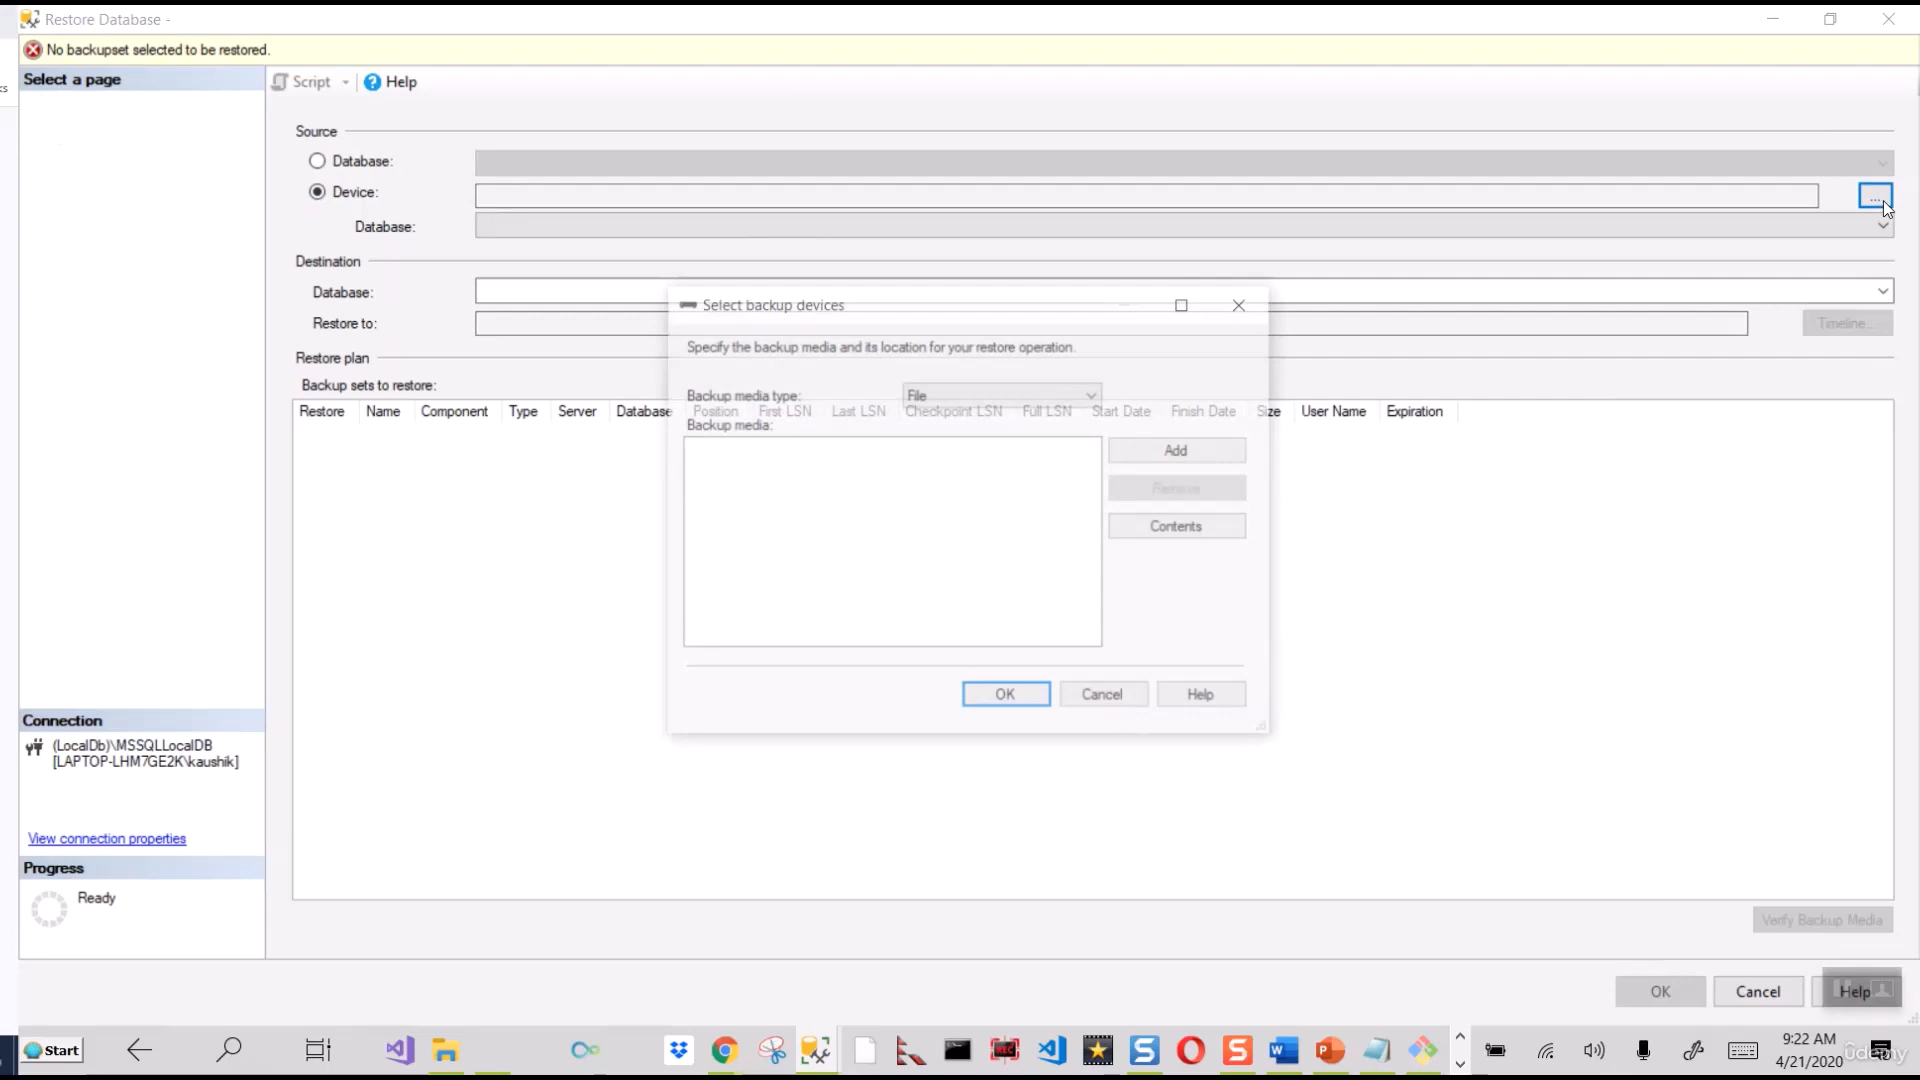 Restore Database -
No backupset selected to be restored.
Select a page
Script
Help
Source
Database:
Device:
...
Database:
Destination
Database:
Restore to:
Timeline...
Restore plan
Backup sets to restore:
Restore Name Component Type Server Database Position First LSN Last LSN Checkpoint LSN Full LSN Start Date Finish Date Size User Name Expiration
Select backup devices
Specify the backup media and its location for your restore operation.
Backup media type:
File
Backup media:
Add
Remove
Contents
OK Cancel Help
Connection
(LocalDb)\MSSQLLocalDB
[LAPTOP-LHM7GE2K\kaushik]
View connection properties
Progress
Ready
Verify Backup Media
OK Cancel Help
Start
9:22 AM
4/21/2020
ûdemy